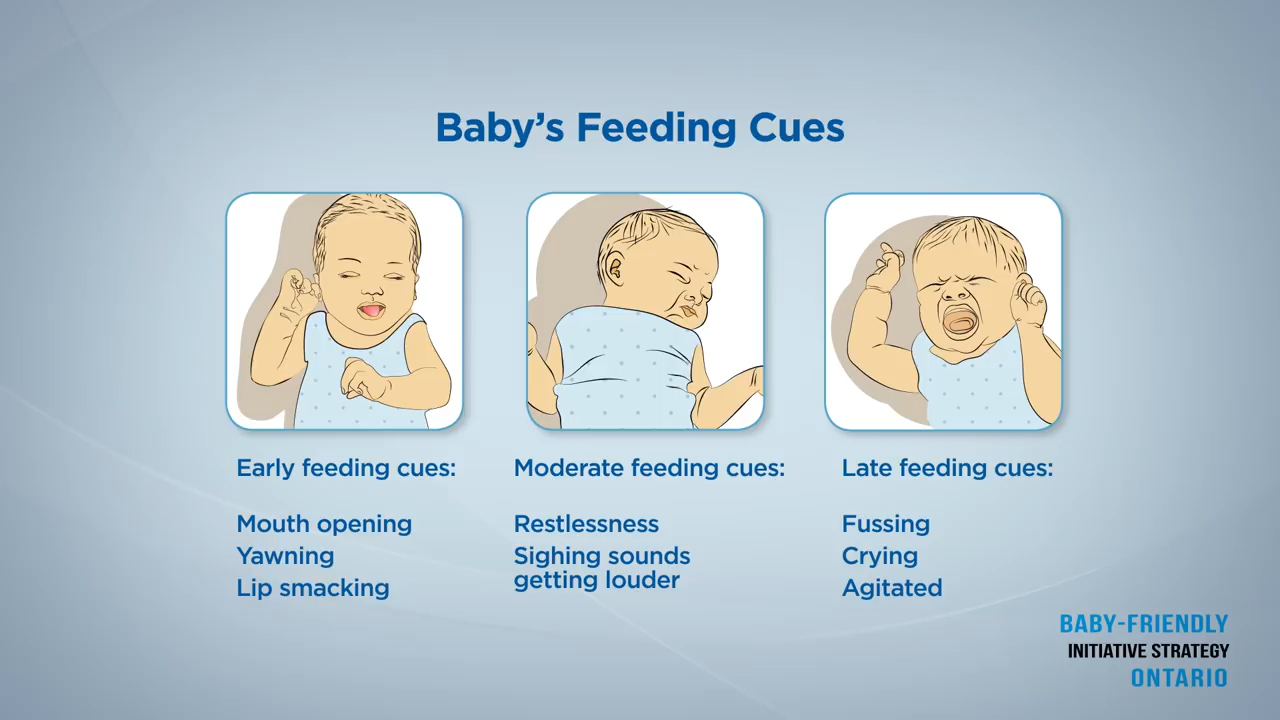 Baby's Feeding Cues
Early feeding cues:
Mouth opening
Yawning
Lip smacking
Moderate feeding cues:
Restlessness
Sighing sounds
getting louder
Late feeding cues:
Fussing
Crying
Agitated
BABY-FRIENDLY
INITIATIVE STRATEGY
ONTARIO